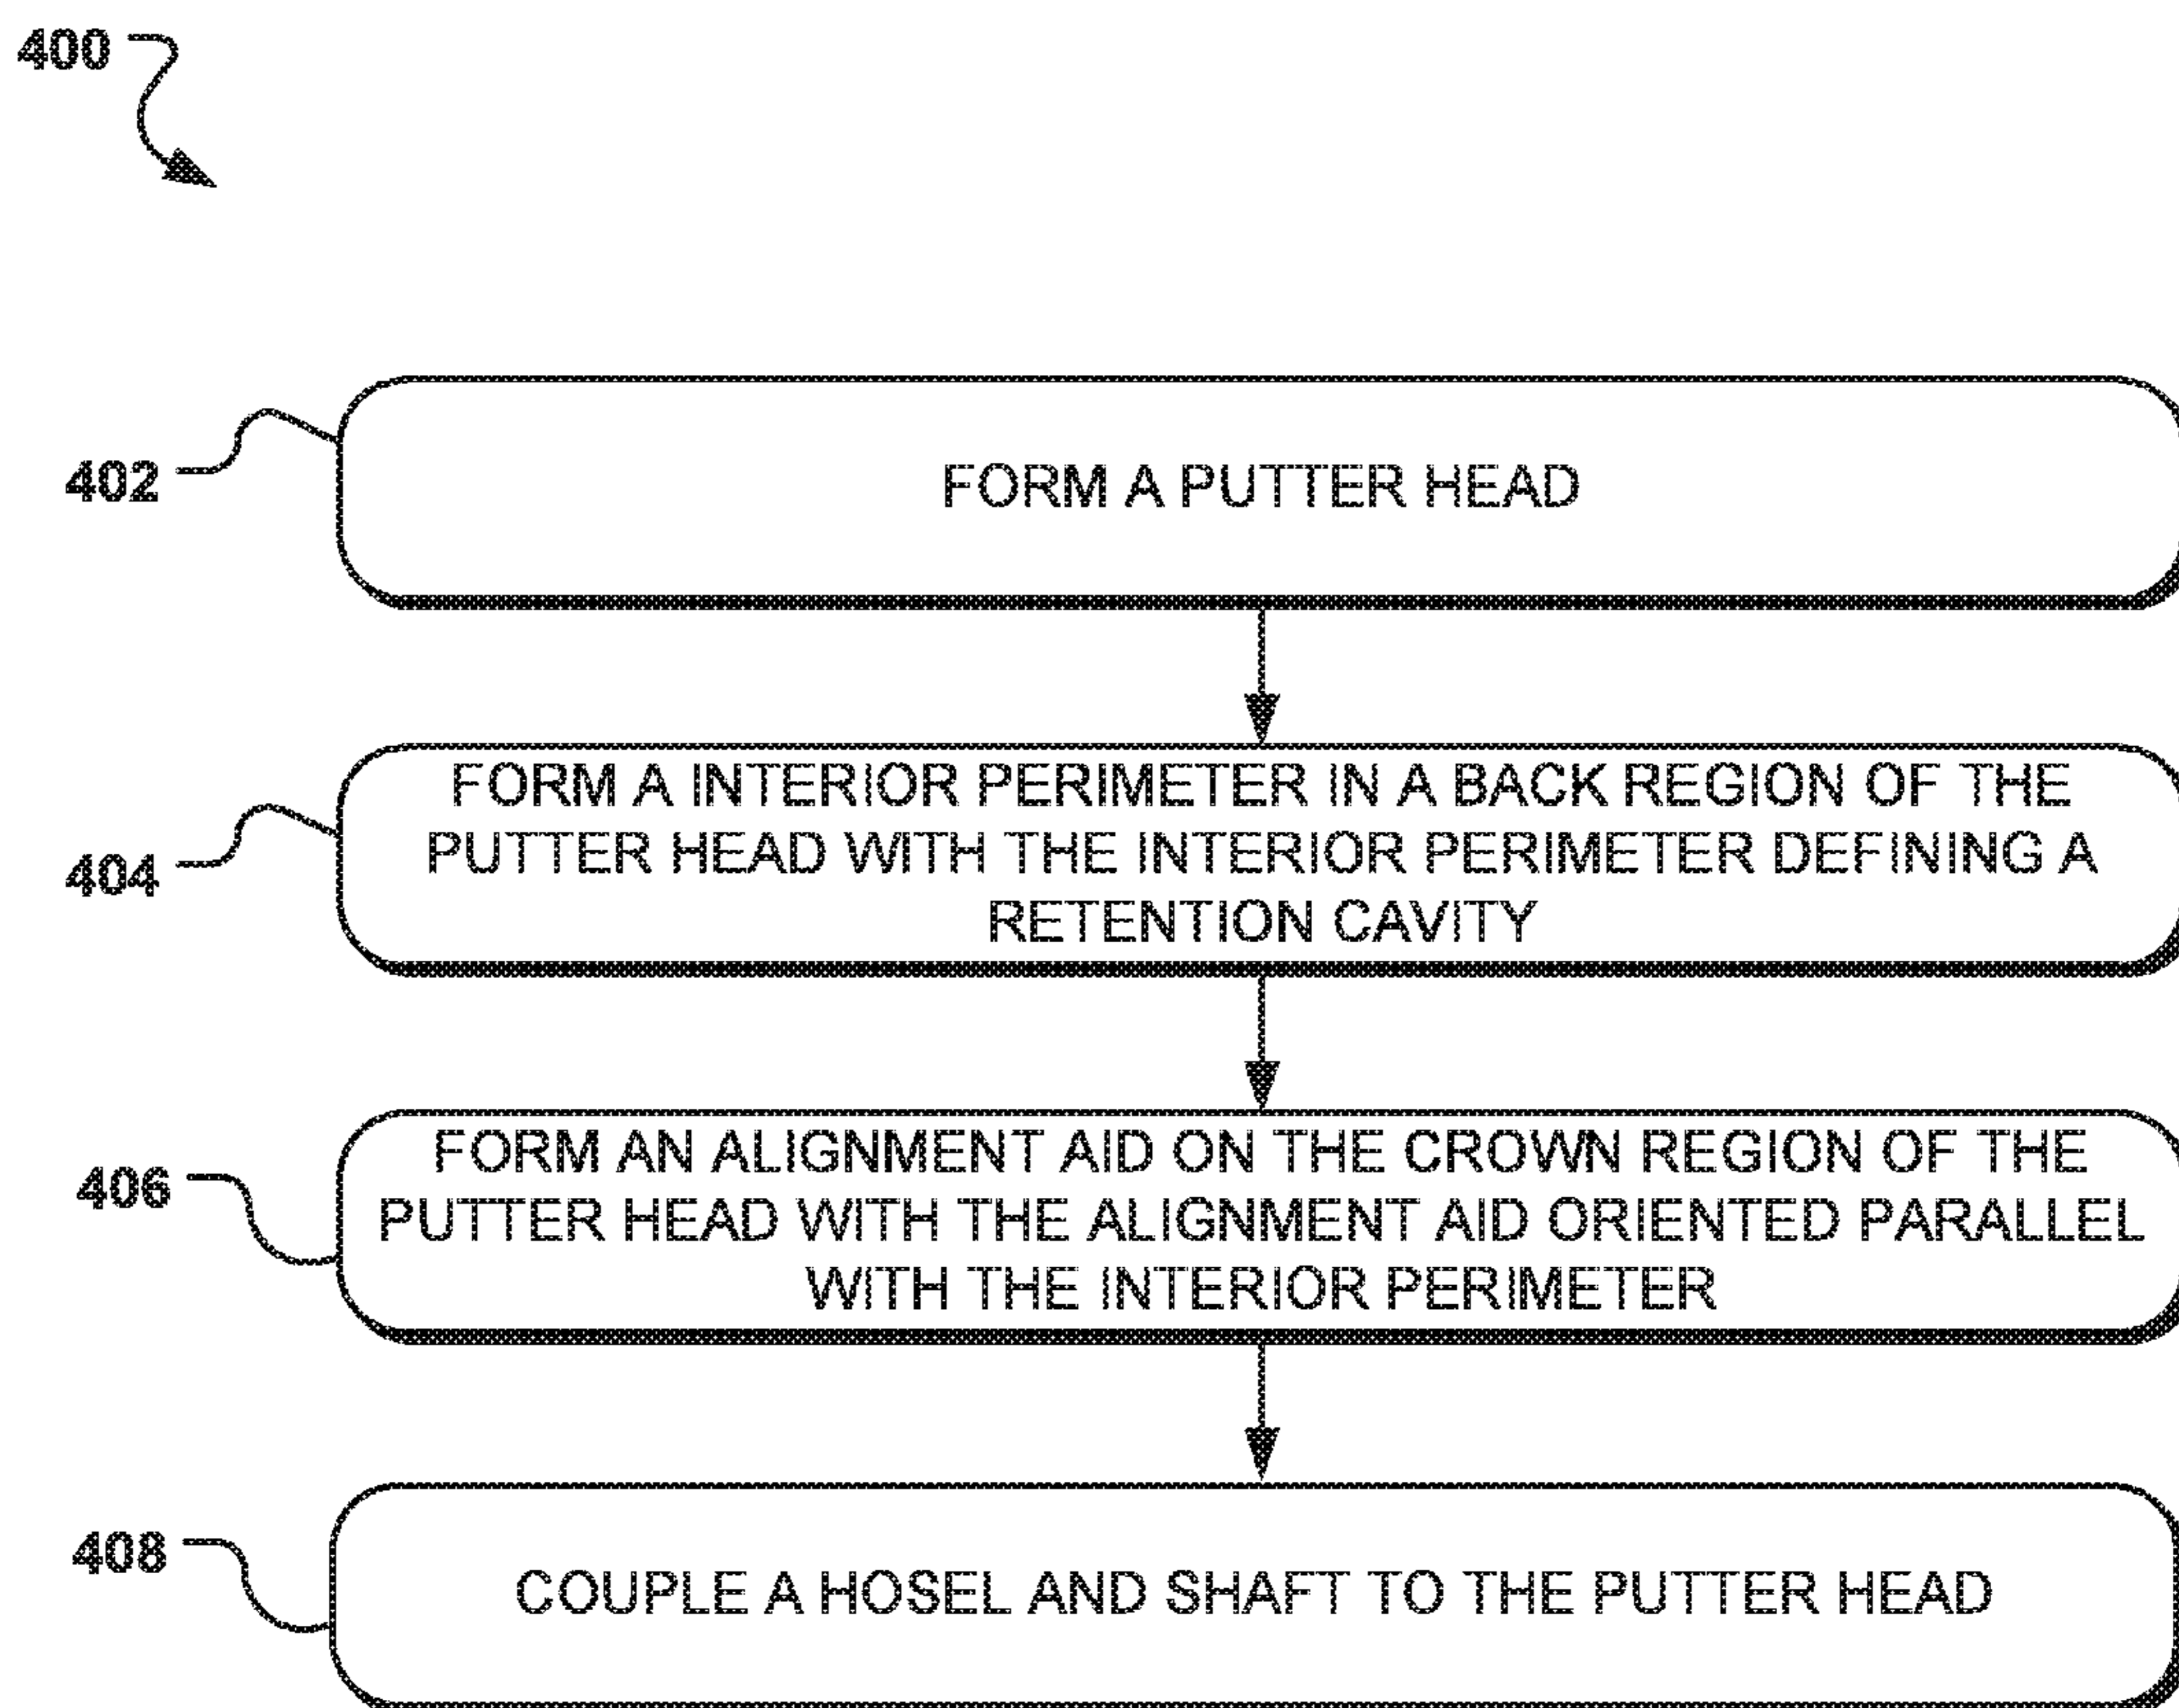 400
402
FORM A PUTTER HEAD
404
FORM A INTERIOR PERIMETER IN A BACK REGION OF THE
PUTTER HEAD WITH THE INTERIOR PERIMETER DEFINING A
RETENTION CAVITY
406
FORM AN ALIGNMENT AID ON THE CROWN REGION OF THE
PUTTER HEAD WITH THE ALIGNMENT AID ORIENTED PARALLEL
WITH THE INTERIOR PERIMETER
408
COUPLE A HOSEL AND SHAFT TO THE PUTTER HEAD